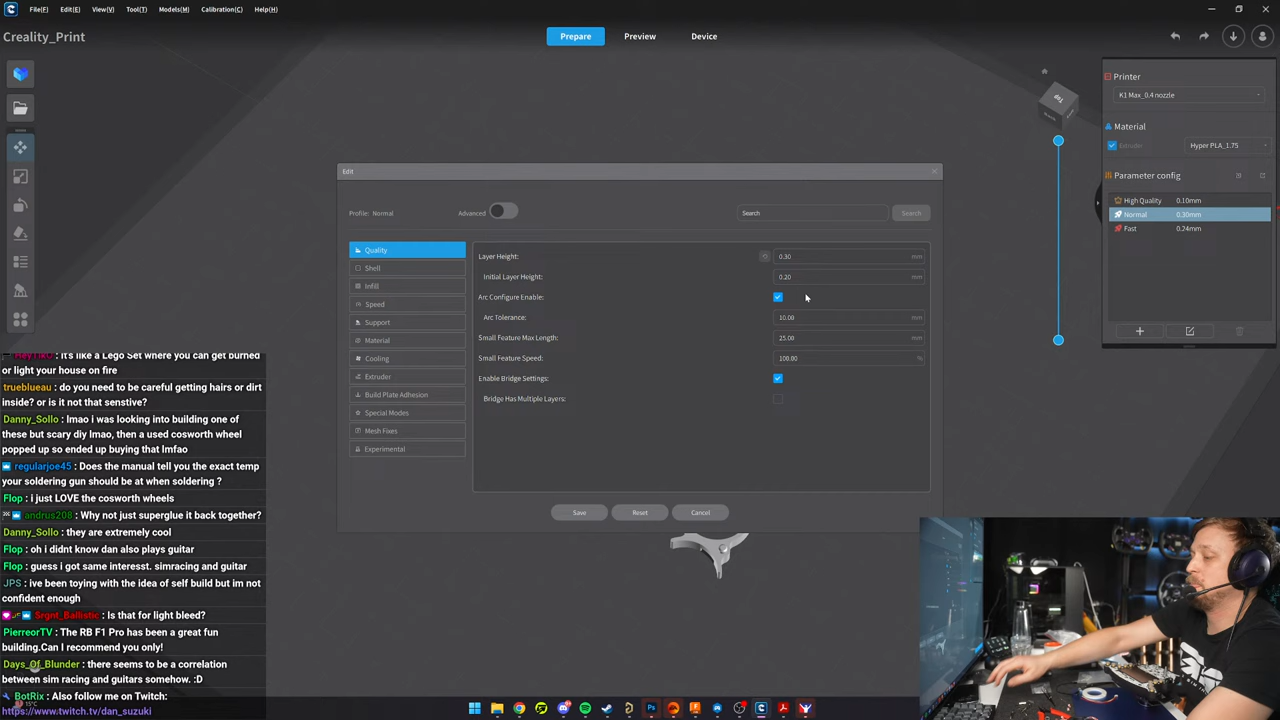 File(F)
Edit(E)
View(V)
Tool(T)
Models(M)
Calibration(C)
Help(H)
Creality_Print
Prepare
Preview
Device
Top
Printer
K1 Max_0.4 nozzle
Material
Extruder
Hyper PLA_1.75
Parameter config
High Quality 0.10mm
Normal 0.30mm
Fast 0.24mm
Edit
Profile: Normal
Advanced
Search
Search
Quality
Shell
Infill
Speed
Support
Material
Cooling
Extruder
Build Plate Adhesion
Special Modes
Mesh Fixes
Experimental
Layer Height: 0.30 mm
Initial Layer Height: 0.20 mm
Arc Configure Enable:
Arc Tolerance: 10.00 mm
Small Feature Max Length: 25.00 mm
Small Feature Speed: 100.00 %
Enable Bridge Settings:
Bridge Has Multiple Layers:
Save
Reset
Cancel
: it's like a Lego Set where you can get burned
or light your house on fire
trueblueau : do you need to be careful getting hairs or dirt
inside? or is it not that senstive?
Danny_Sollo : lmao i was looking into building one of
these but scary diy lmao, then a used cosworth wheel
popped up so ended up buying that lmfao
regularjoe45 : Does the manual tell you the exact temp
your soldering gun should be at when soldering ?
Flop : i just LOVE the cosworth wheels
andrus208 : Why not just superglue it back together?
Danny_Sollo : they are extremely cool
Flop : oh i didnt know dan also plays guitar
Flop : guess i got same interesst. simracing and guitar
JPS : ive been toying with the idea of self build but im not
confident enough
Srgnt_Ballistic : Is that for light bleed?
PierreorTV : The RB F1 Pro has been a great fun
building.Can I recommend you only!
Days_Of_Blunder : there seems to be a correlation
between sim racing and guitars somehow. :D
BotRix : Also follow me on Twitch:
https://www.twitch.tv/dan_suzuki
15°C